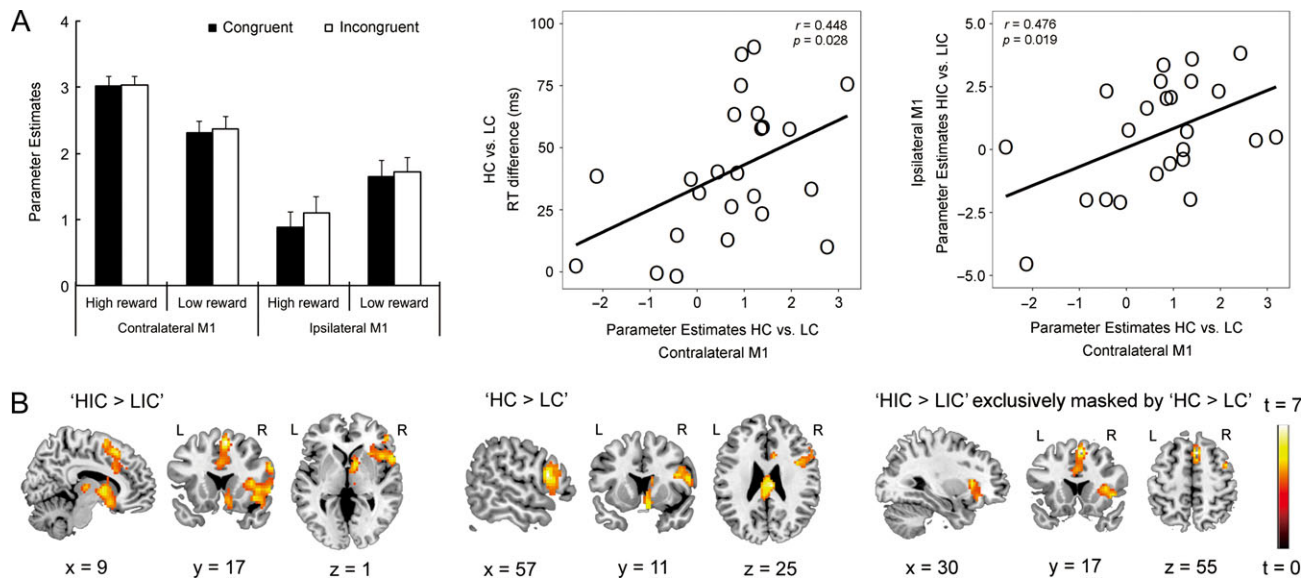 A
Congruent Incongruent
Parameter Estimates
4
3
2
1
0
High reward Low reward High reward Low reward
Contralateral M1 Ipsilateral M1
r = 0.448
p = 0.028
HC vs. LC
RT difference (ms)
100
75
50
25
0
−2 −1 0 1 2 3
Parameter Estimates HC vs. LC
Contralateral M1
r = 0.476
p = 0.019
Ipsilateral M1
Parameter Estimates HIC vs. LIC
5.0
2.5
0
−2.5
−5.0
−2 −1 0 1 2 3
Parameter Estimates HC vs. LC
Contralateral M1
B
'HIC > LIC'
L R L R
x = 9 y = 17 z = 1
'HC > LC'
L R L R
x = 57 y = 11 z = 25
'HIC > LIC' exclusively masked by 'HC > LC'
L R L R
x = 30 y = 17 z = 55
t = 7
t = 0